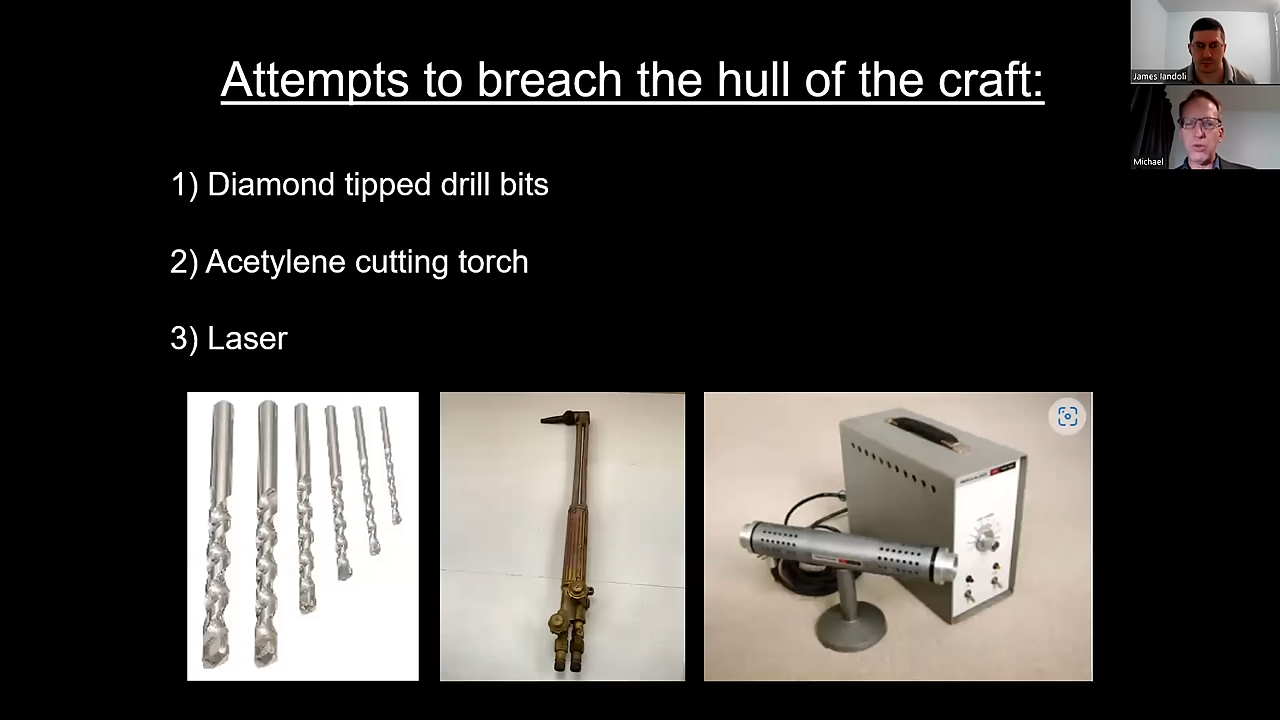 Attempts to breach the hull of the craft:
1) Diamond tipped drill bits
2) Acetylene cutting torch
3) Laser
James Iandoli
Michael